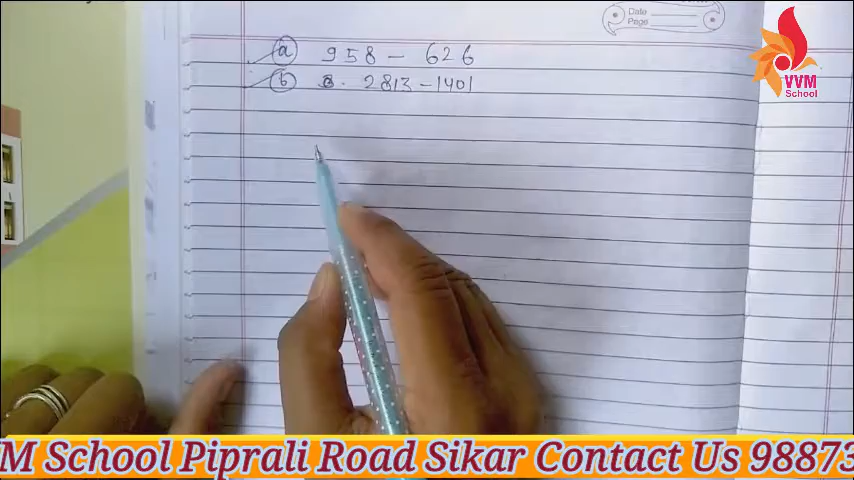 Date
Page
a 958 - 626
b 2813 - 1401
VVM
School
M School Piprali Road Sikar Contact Us 98873